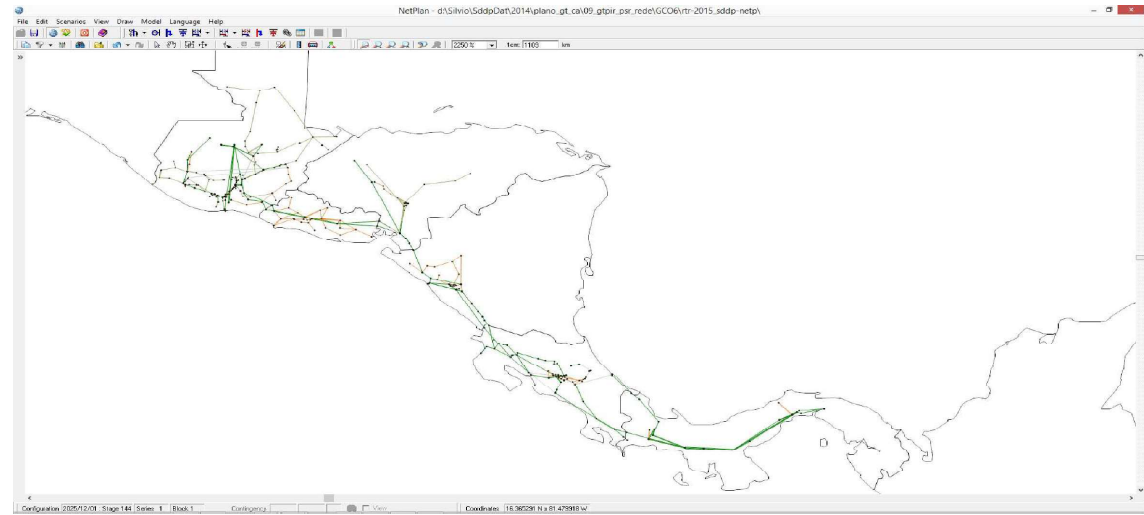 NetPlan - d:\Silvio\SddpDat\2014\plano_gt_ca\09_gtpir_psr_rede\GCO6\rtr-2015_sddp-netp\
File Edit Scenarios View Draw Model Language Help
2250 % 1cm: 1109 km
»
Configuration 2025/12/01 Stage 144 Series 1 Block 1 Contingency View Coordinates 16.365291 N a 81.479918 W